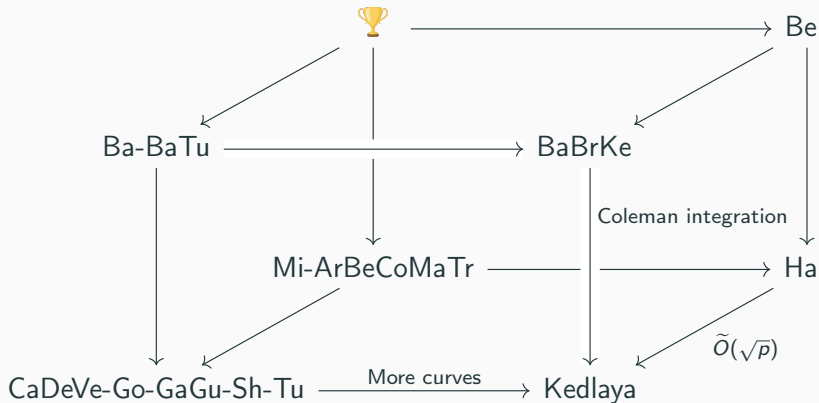 Be
Ba-BaTu
BaBrKe
Coleman integration
Mi-ArBeCoMaTr
Ha
Õ(√p)
More curves
CaDeVe-Go-GaGu-Sh-Tu
Kedlaya